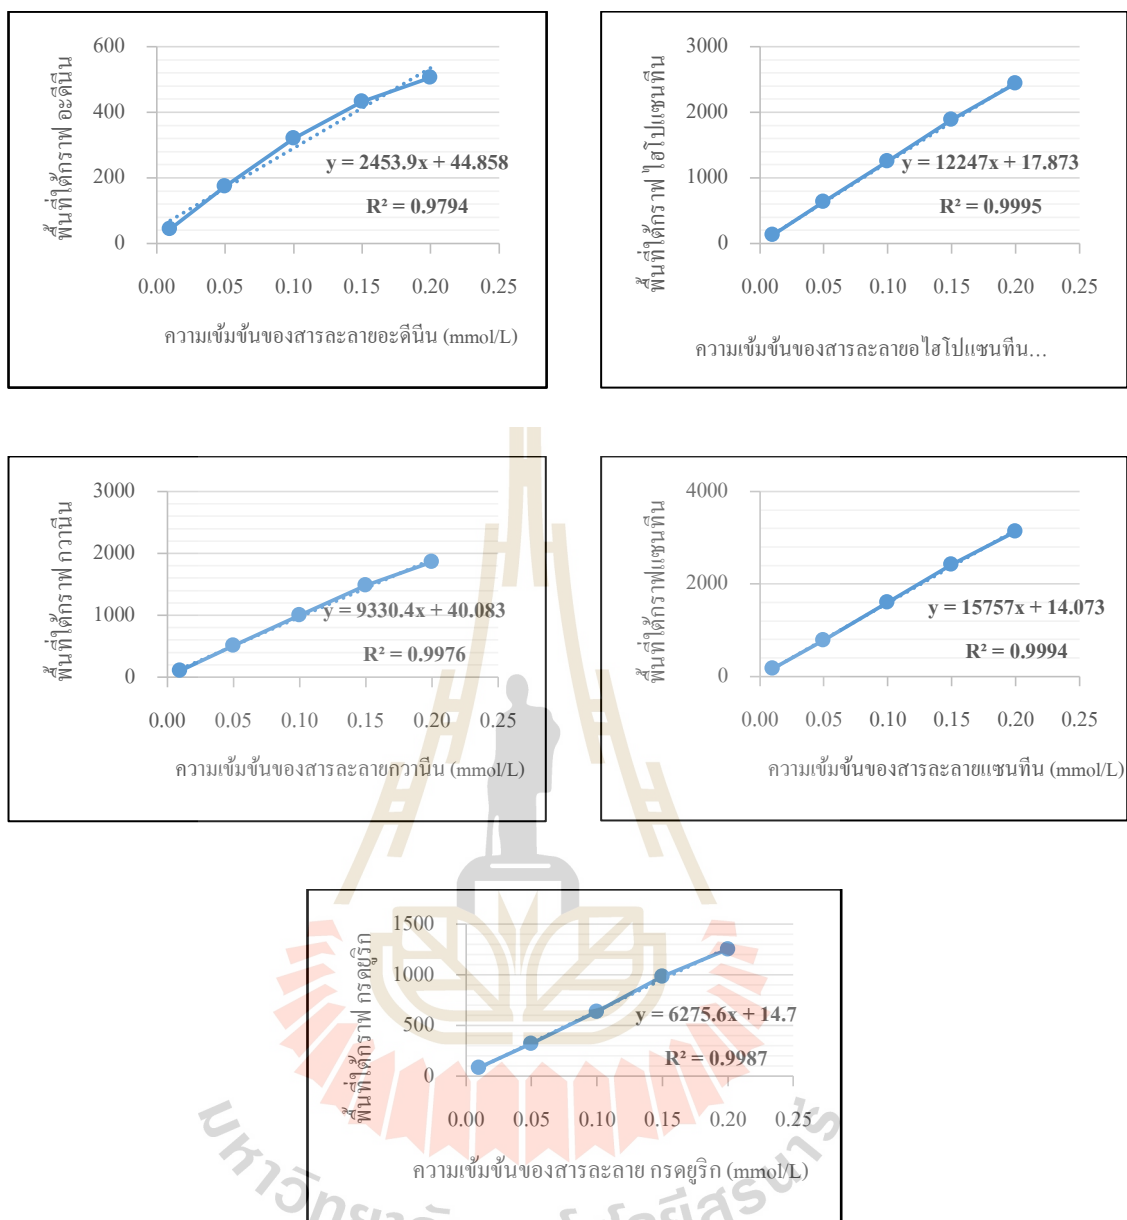 พื้นที่ใต้กราฟ อะดีนีน
600
400
200
0
y = 2453.9x + 44.858
R² = 0.9794
0.00 0.05 0.10 0.15 0.20 0.25
ความเข้มข้นของสารละลายอะดีนีน (mmol/L)
พื้นที่ใต้กราฟ ไฮโปแซนทีน
3000
2000
1000
0
y = 12247x + 17.873
R² = 0.9995
0.00 0.05 0.10 0.15 0.20 0.25
ความเข้มข้นของสารละลายอไฮโปแซนทีน…
พื้นที่ใต้กราฟ กวานีน
3000
2000
1000
0
y = 9330.4x + 40.083
R² = 0.9976
0.00 0.05 0.10 0.15 0.20 0.25
ความเข้มข้นของสารละลายกวานีน (mmol/L)
พื้นที่ใต้กราฟแซนทีน
4000
2000
0
y = 15757x + 14.073
R² = 0.9994
0.00 0.05 0.10 0.15 0.20 0.25
ความเข้มข้นของสารละลายแซนทีน (mmol/L)
พื้นที่ใต้กราฟ กรดยูริก
1500
1000
500
0
y = 6275.6x + 14.7
R² = 0.9987
0.00 0.05 0.10 0.15 0.20 0.25
ความเข้มข้นของสารละลาย กรดยูริก (mmol/L)